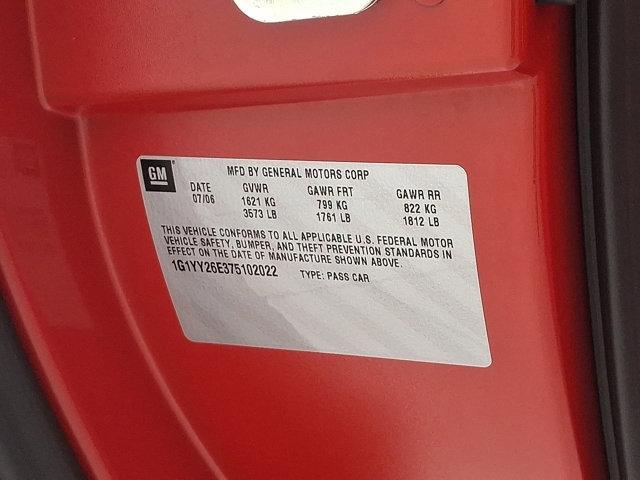 GM
MFD BY GENERAL MOTORS CORP
DATE GVWR GAWR FRT GAWR RR
07/06 1621 KG 799 KG 822 KG
3573 LB 1761 LB 1812 LB
THIS VEHICLE CONFORMS TO ALL APPLICABLE U.S. FEDERAL MOTOR
VEHICLE SAFETY, BUMPER, AND THEFT PREVENTION STANDARDS IN
EFFECT ON THE DATE OF MANUFACTURE SHOWN ABOVE.
1G1YY26E375102022 TYPE: PASS CAR